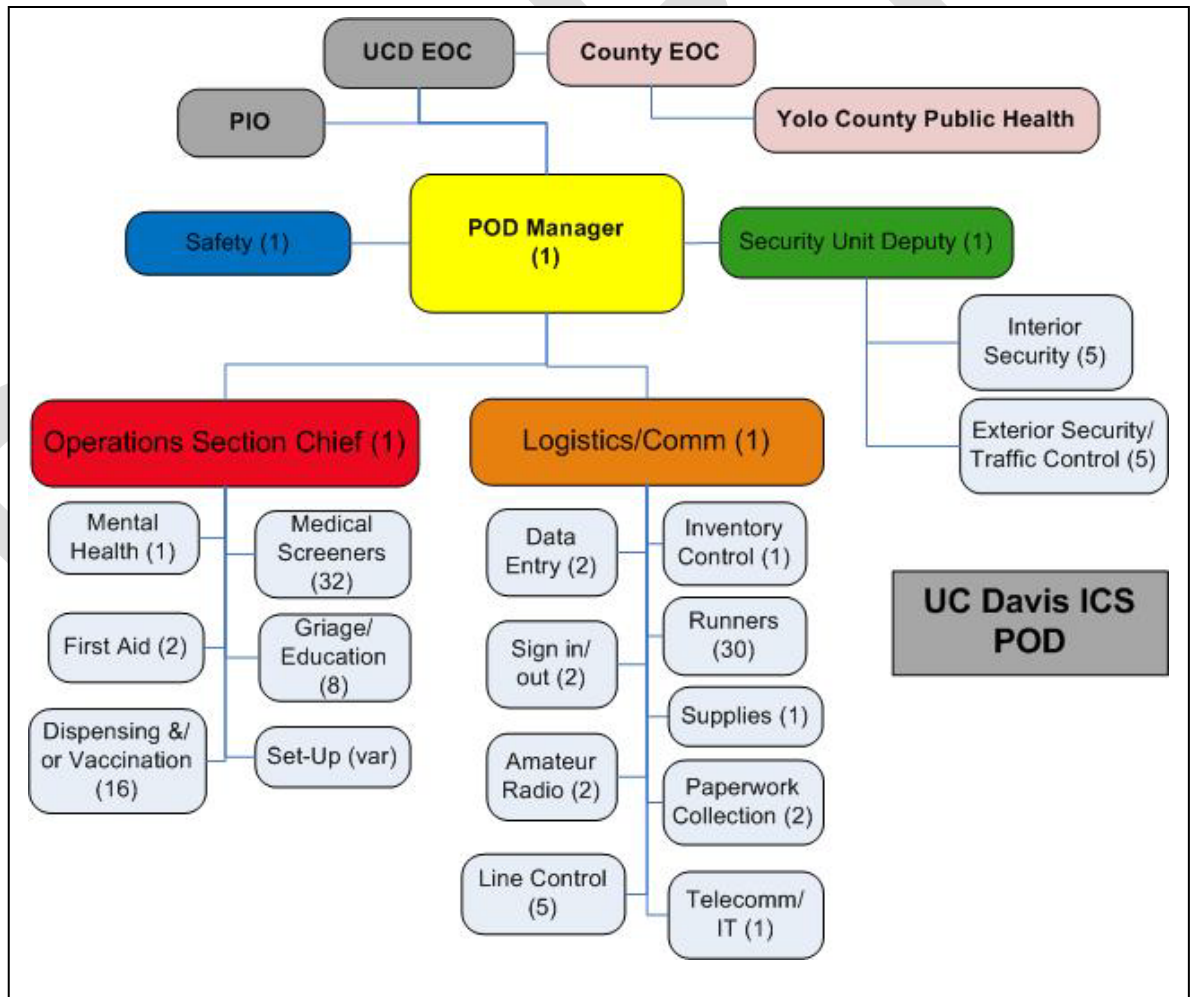 UCD EOC
County EOC
PIO
Yolo County Public Health
POD Manager
(1)
Safety (1)
Security Unit Deputy (1)
Interior
Security (5)
Exterior Security/
Traffic Control (5)
Operations Section Chief (1)
Mental
Health (1)
Medical
Screeners
(32)
First Aid (2)
Griage/
Education
(8)
Dispensing &/
or Vaccination
(16)
Set-Up (var)
Logistics/Comm (1)
Data
Entry (2)
Inventory
Control (1)
Sign in/
out (2)
Runners
(30)
Supplies (1)
Amateur
Radio (2)
Paperwork
Collection (2)
Line Control
(5)
Telecomm/
IT (1)
UC Davis ICS
POD